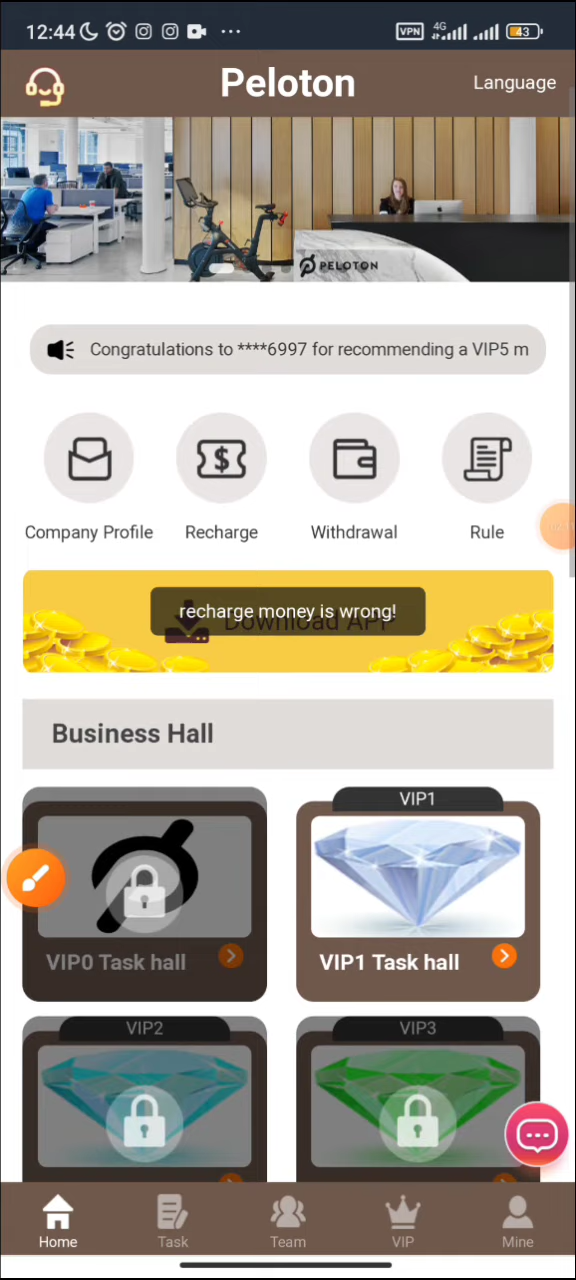 12:44
VPN 4G 43
Peloton
Language
PELOTON
Congratulations to ****6997 for recommending a VIP5 m
Company Profile
Recharge
Withdrawal
Rule
recharge money is wrong!
Download APP
Business Hall
VIP1
VIP0 Task hall
VIP1 Task hall
VIP2
VIP3
Home
Task
Team
VIP
Mine